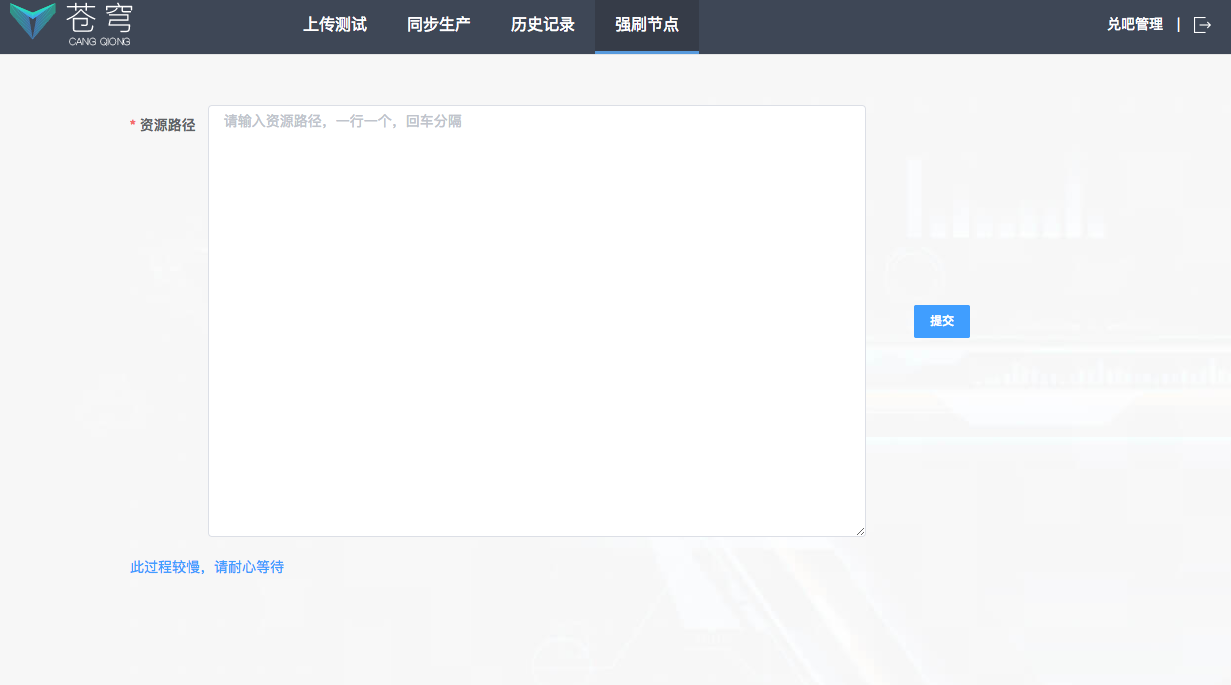 苍穹
CANG QIONG
上传测试 同步生产 历史记录 强刷节点 兑吧管理 |
* 资源路径
请输入资源路径，一行一个，回车分隔
提交
此过程较慢，请耐心等待